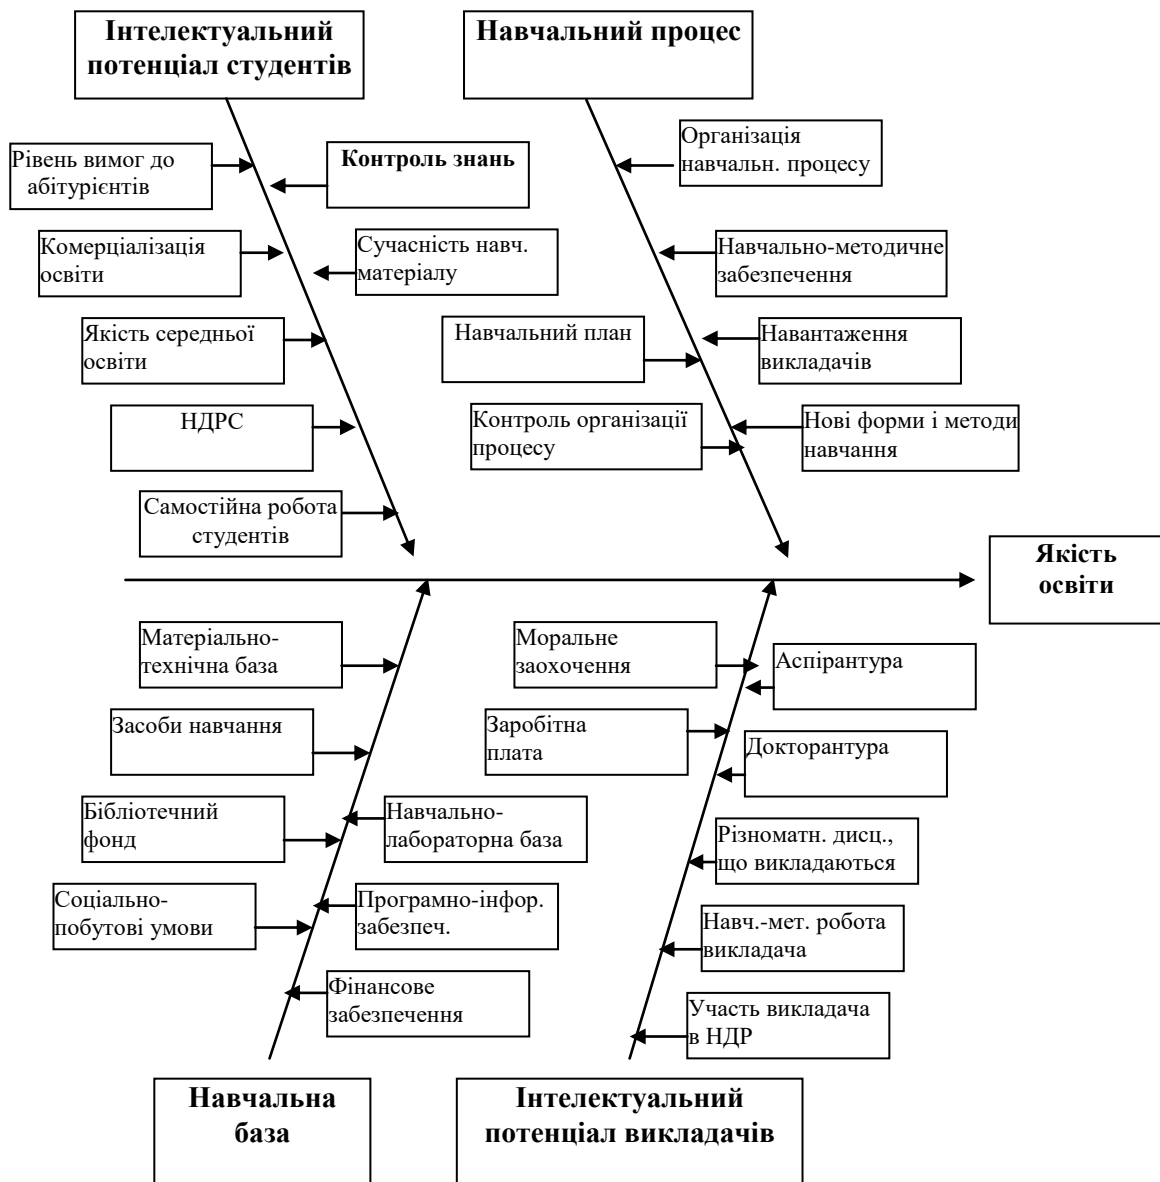 Інтелектуальний
потенціал студентів
Навчальний процес
Рівень вимог до
абітурієнтів
Контроль знань
Організація
навчальн. процесу
Комерціалізація
освіти
Сучасність навч.
матеріалу
Навчально-методичне
забезпечення
Якість середньої
освіти
Навчальний план
Навантаження
викладачів
НДРС
Контроль організації
процесу
Нові форми і методи
навчання
Самостійна робота
студентів
Якість
освіти
Матеріально-
технічна база
Моральне
заохочення
Аспірантура
Засоби навчання
Заробітна
плата
Докторантура
Бібліотечний
фонд
Навчально-
лабораторна база
Різноматн. дисц.,
що викладаються
Соціально-
побутові умови
Програмно-інфор.
забезпеч.
Навч.-мет. робота
викладача
Фінансове
забезпечення
Участь викладача
в НДР
Навчальна
база
Інтелектуальний
потенціал викладачів